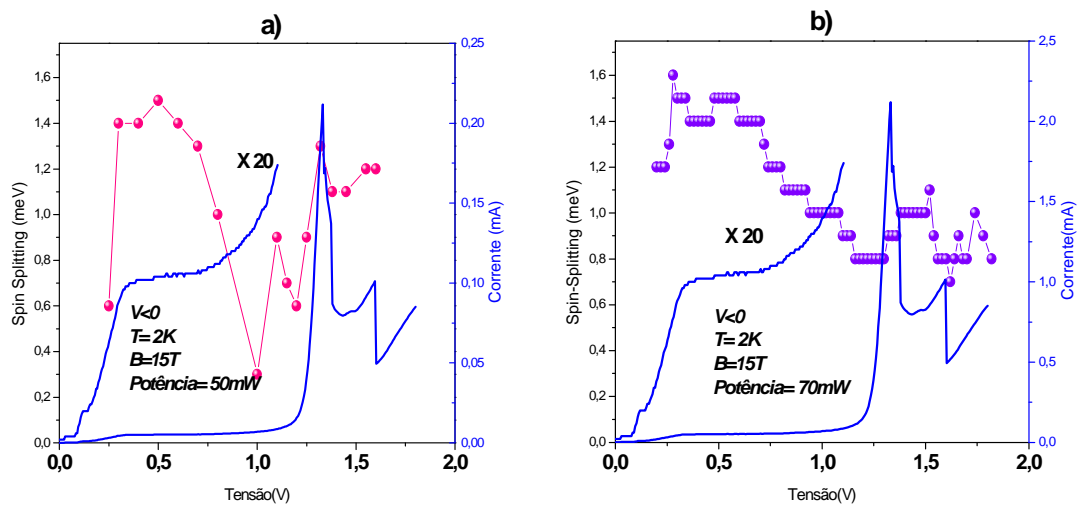 a)
Spin Splitting (meV)
1,6
1,4
1,2
1,0
0,8
0,6
0,4
0,2
0,0
X 20
V<0
T= 2K
B=15T
Potência= 50mW
0,25
0,20
0,15
0,10
0,05
0,00
Corrente (mA)
0,0 0,5 1,0 1,5 2,0
Tensão(V)
b)
Spin-Splitting (meV)
1,6
1,4
1,2
1,0
0,8
0,6
0,4
0,2
0,0
X 20
V<0
T= 2K
B=15T
Potência= 70mW
2,5
2,0
1,5
1,0
0,5
0,0
Corrente(mA)
0,0 0,5 1,0 1,5 2,0
Tensão(V)